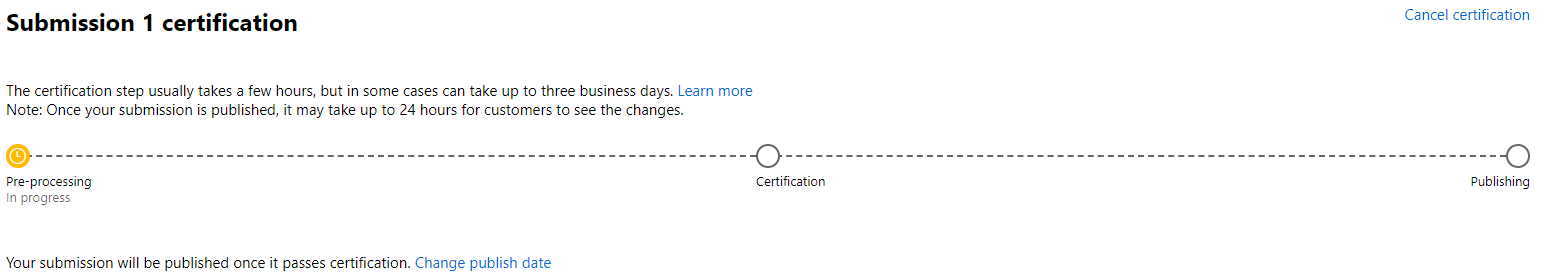 Submission 1 certification
Cancel certification
The certification step usually takes a few hours, but in some cases can take up to three business days. Learn more
Note: Once your submission is published, it may take up to 24 hours for customers to see the changes.
Pre-processing
In progress
Certification
Publishing
Your submission will be published once it passes certification. Change publish date